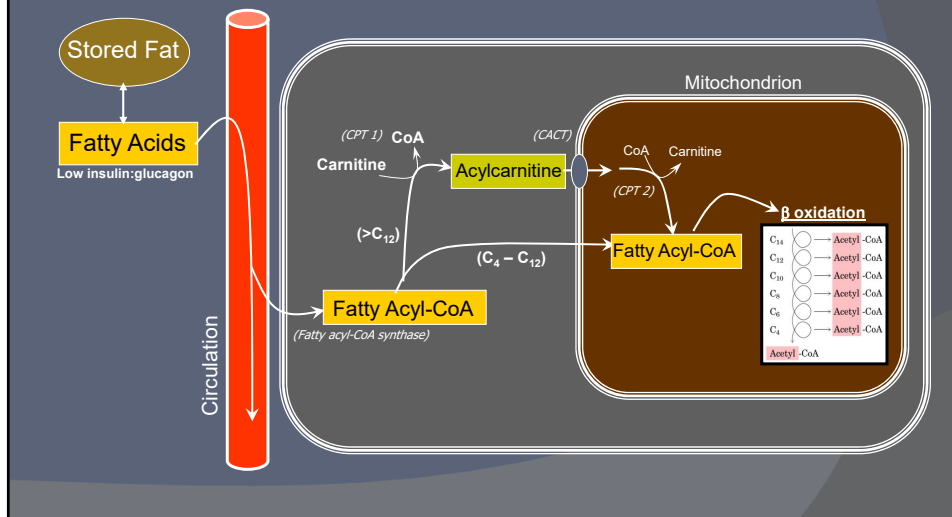 Stored Fat
Fatty Acids
Low insulin:glucagon
Circulation
Mitochondrion
(CPT 1)
CoA
Carnitine
Acylcarnitine
(CACT)
CoA
Carnitine
(CPT 2)
(>C12)
(C4 – C12)
Fatty Acyl-CoA
(Fatty acyl-CoA synthase)
Fatty Acyl-CoA
β oxidation
C14 Acetyl-CoA
C12 Acetyl-CoA
C10 Acetyl-CoA
C8 Acetyl-CoA
C6 Acetyl-CoA
C4 Acetyl-CoA
Acetyl-CoA